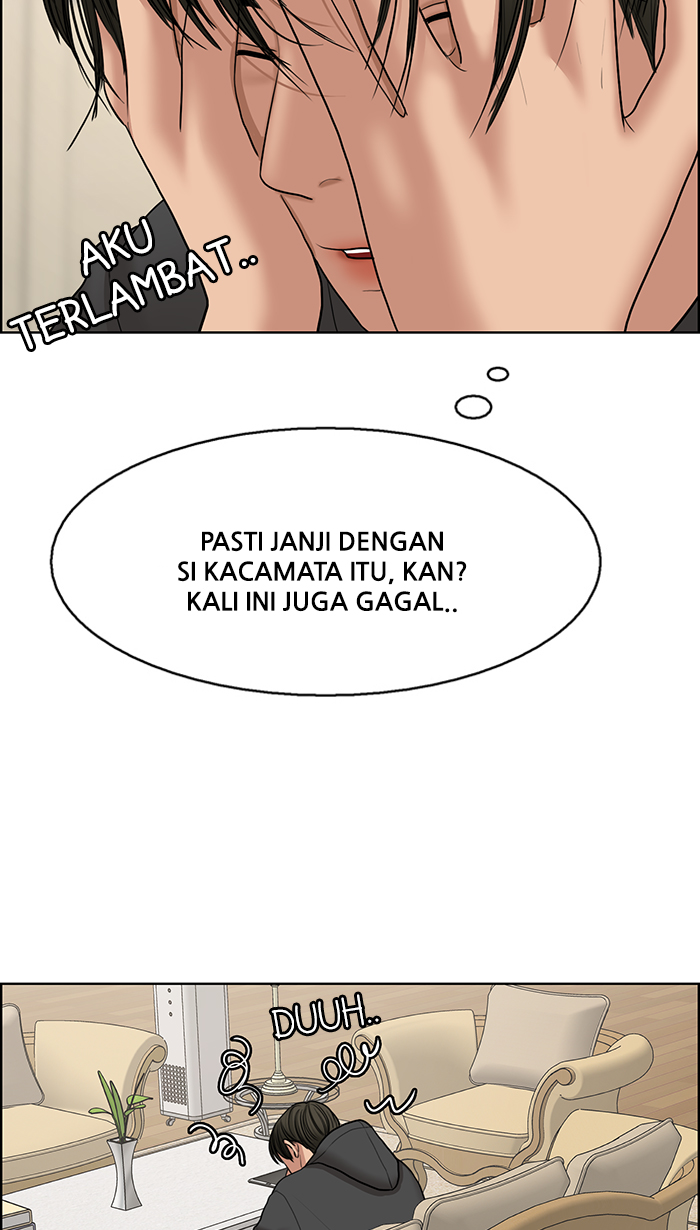 AKU
TERLAMBAT..
PASTI JANJI DENGAN
SI KACAMATA ITU, KAN?
KALI INI JUGA GAGAL..
DUUH..